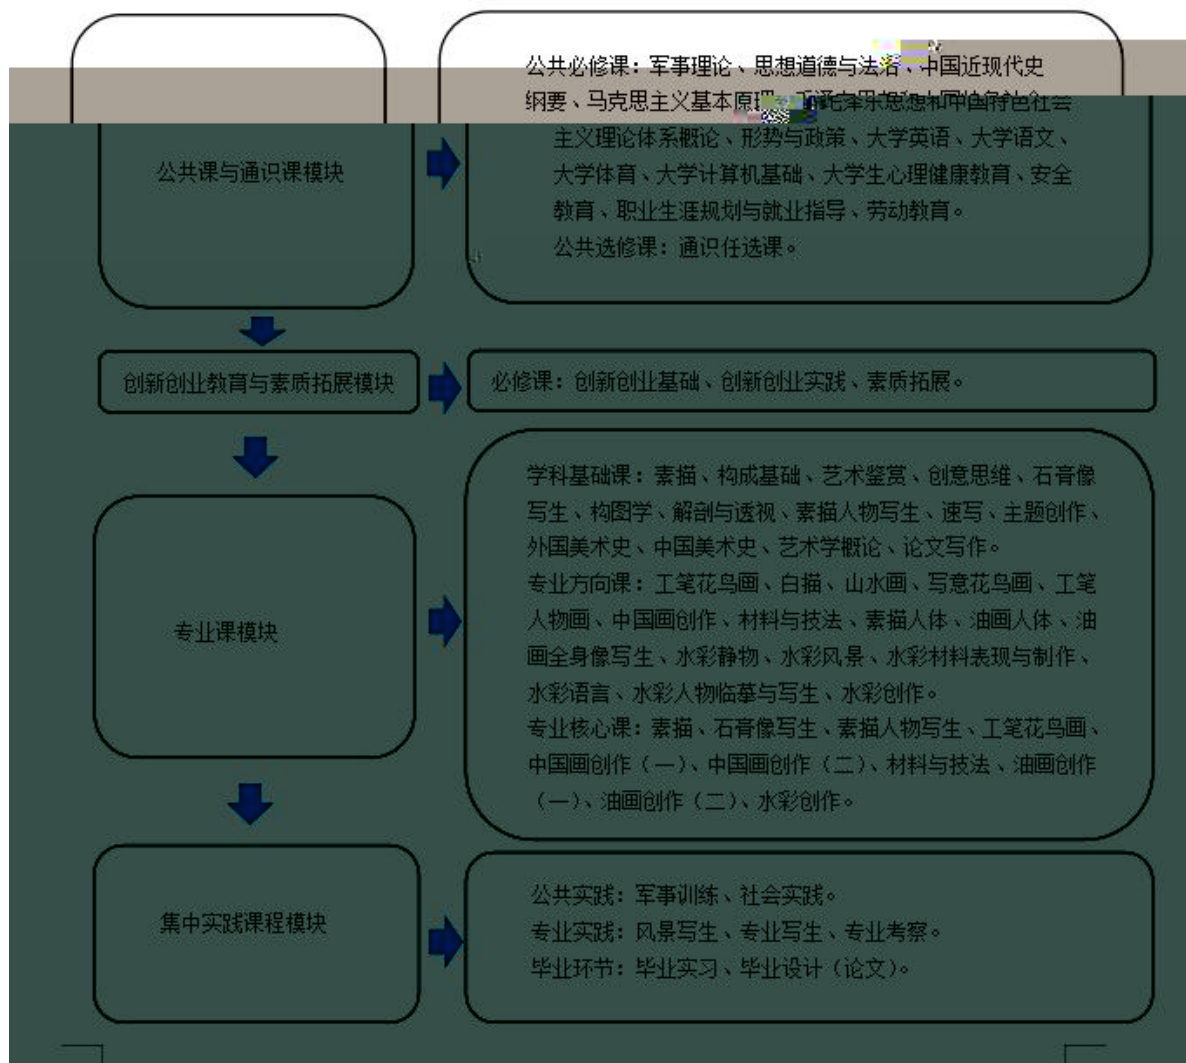 公共课与通识课模块
公共必修课：军事理论、思想道德与法治、中国近现代史
纲要、马克思主义基本原理、毛泽东思想和中国特色社会
主义理论体系概论、形势与政策、大学英语、大学语文、
大学体育、大学计算机基础、大学生心理健康教育、安全
教育、职业生涯规划与就业指导、劳动教育。
公共选修课：通识任选课。
创新创业教育与素质拓展模块
必修课：创新创业基础、创新创业实践、素质拓展。
专业课模块
学科基础课：素描、构成基础、艺术鉴赏、创意思维、石膏像
写生、构图学、解剖与透视、素描人物写生、速写、主题创作、
外国美术史、中国美术史、艺术学概论、论文写作。
专业方向课：工笔花鸟画、白描、山水画、写意花鸟画、工笔
人物画、中国画创作、材料与技法、素描人体、油画人体、油
画全身像写生、水彩静物、水彩风景、水彩材料表现与制作、
水彩语言、水彩人物临摹与写生、水彩创作。
专业核心课：素描、石膏像写生、素描人物写生、工笔花鸟画、
中国画创作（一）、中国画创作（二）、材料与技法、油画创作
（一）、油画创作（二）、水彩创作。
集中实践课程模块
公共实践：军事训练、社会实践。
专业实践：风景写生、专业写生、专业考察。
毕业环节：毕业实习、毕业设计（论文）。